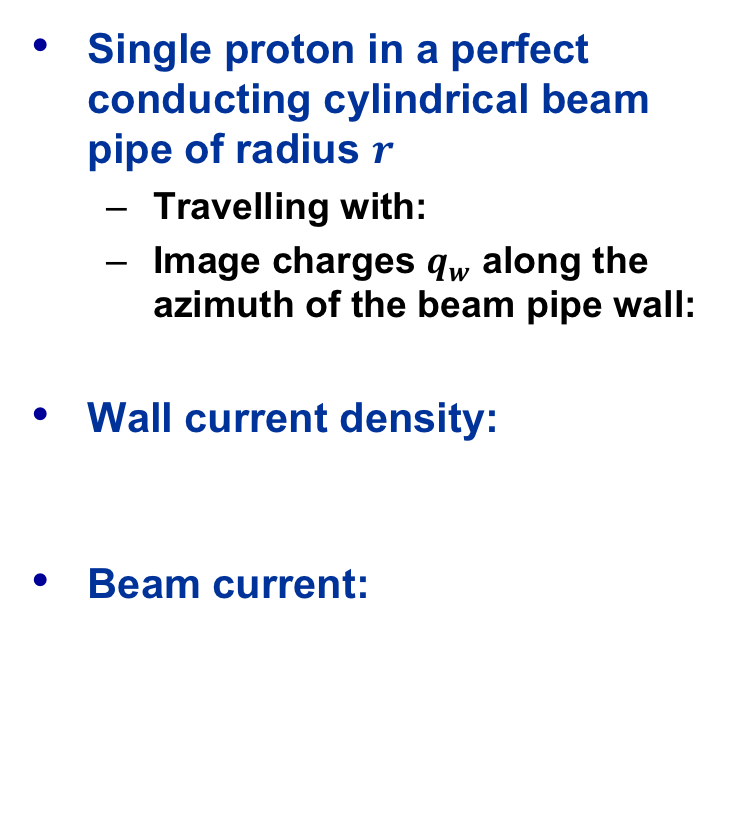 • Single proton in a perfect
conducting cylindrical beam
pipe of radius r
– Travelling with:
– Image charges q_w along the
azimuth of the beam pipe wall:
• Wall current density:
• Beam current: